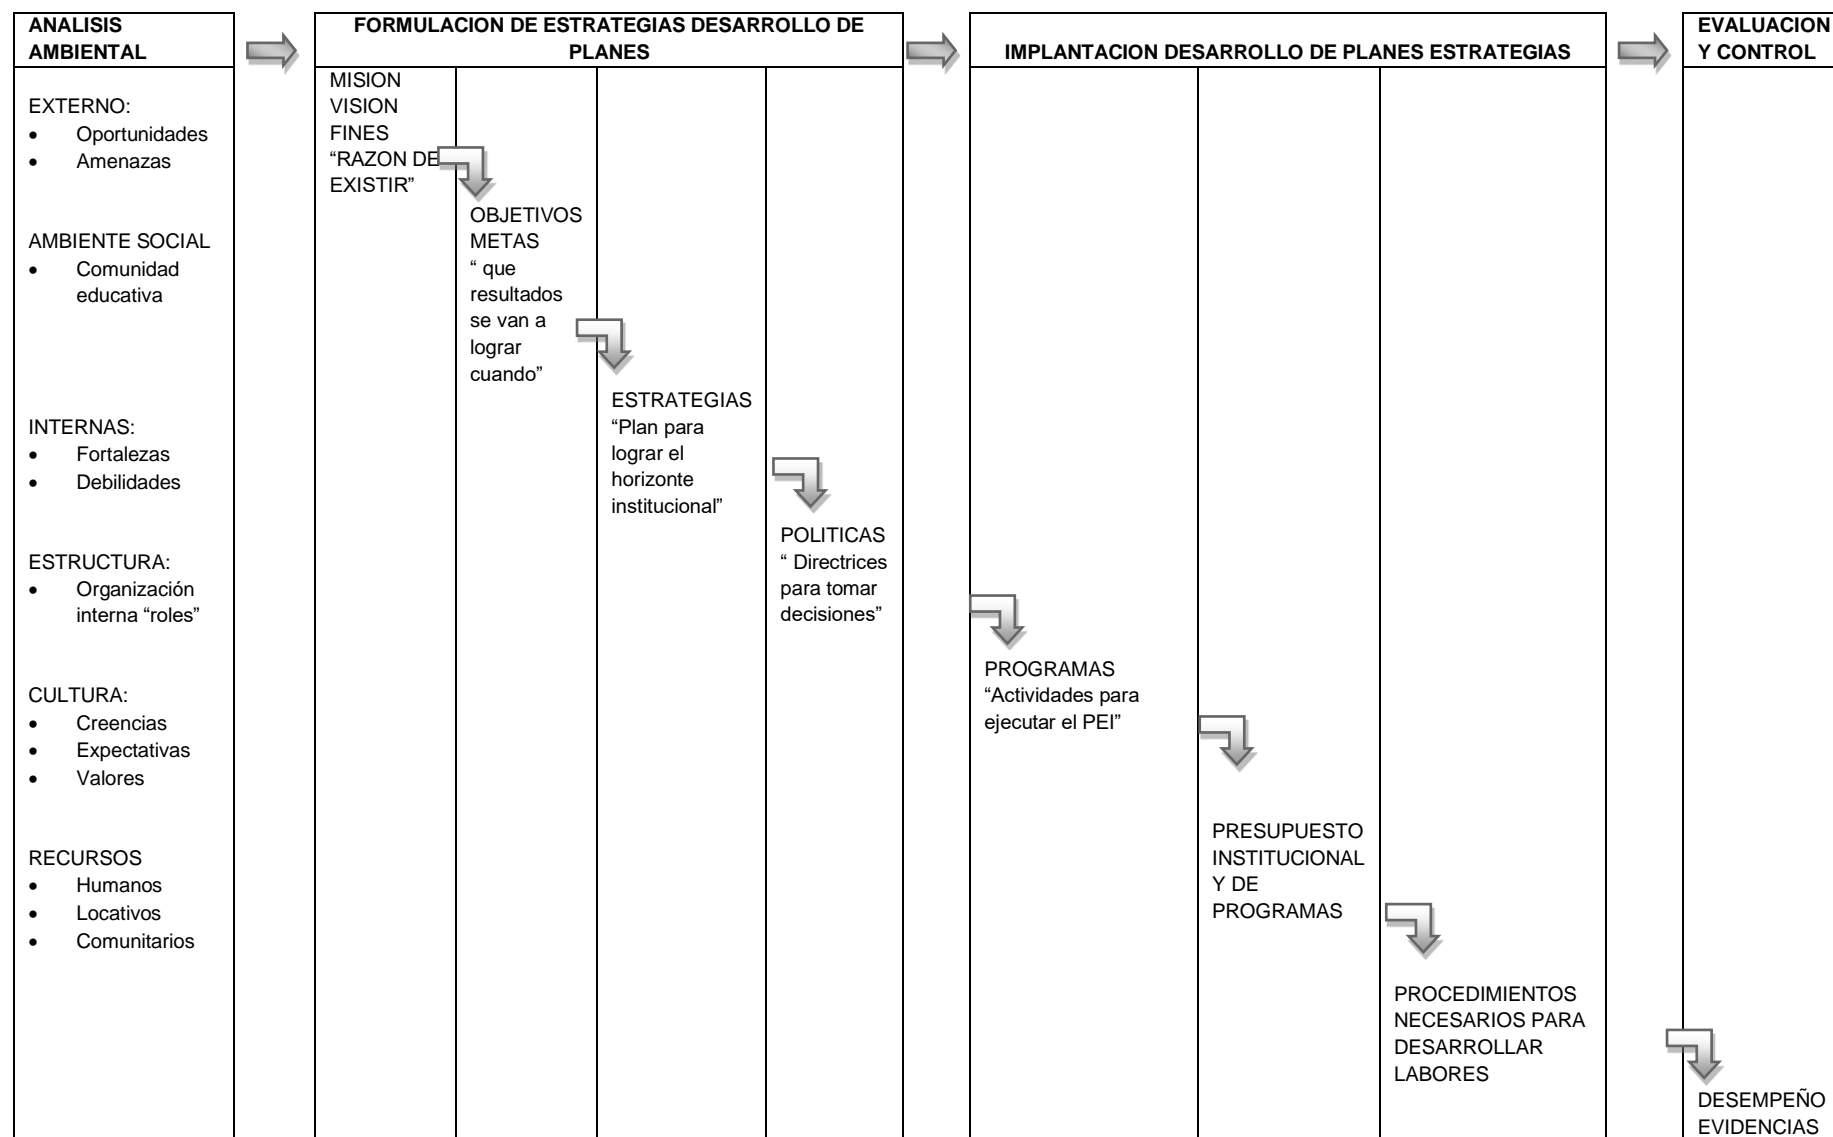 ANALISIS
AMBIENTAL
EXTERNO:
• Oportunidades
• Amenazas
AMBIENTE SOCIAL
• Comunidad
educativa
INTERNAS:
• Fortalezas
• Debilidades
ESTRUCTURA:
• Organización
interna “roles”
CULTURA:
• Creencias
• Expectativas
• Valores
RECURSOS
• Humanos
• Locativos
• Comunitarios
FORMULACION DE ESTRATEGIAS DESARROLLO DE
PLANES
MISION
VISION
FINES
“RAZON DE
EXISTIR”
OBJETIVOS
METAS
“ que
resultados
se van a
lograr
cuando”
ESTRATEGIAS
“Plan para
lograr el
horizonte
institucional”
POLITICAS
“ Directrices
para tomar
decisiones”
IMPLANTACION DESARROLLO DE PLANES ESTRATEGIAS
PROGRAMAS
“Actividades para
ejecutar el PEI”
PRESUPUESTO
INSTITUCIONAL
Y DE
PROGRAMAS
PROCEDIMIENTOS
NECESARIOS PARA
DESARROLLAR
LABORES
EVALUACION
Y CONTROL
DESEMPEÑO
EVIDENCIAS